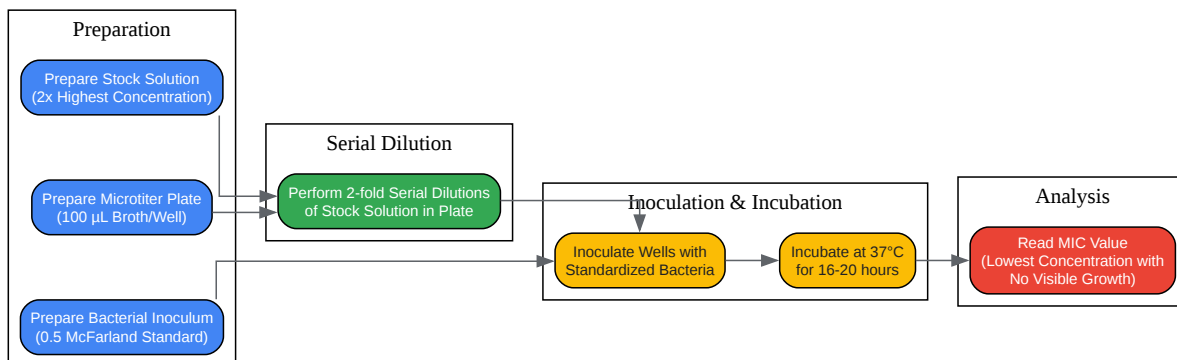 Preparation
Prepare Stock Solution
(2x Highest Concentration)
Prepare Microtiter Plate
(100 µL Broth/Well)
Prepare Bacterial Inoculum
(0.5 McFarland Standard)
Serial Dilution
Perform 2-fold Serial Dilutions
of Stock Solution in Plate
Inoculation & Incubation
Inoculate Wells with
Standardized Bacteria
Incubate at 37°C
for 16-20 hours
Analysis
Read MIC Value
(Lowest Concentration with
No Visible Growth)